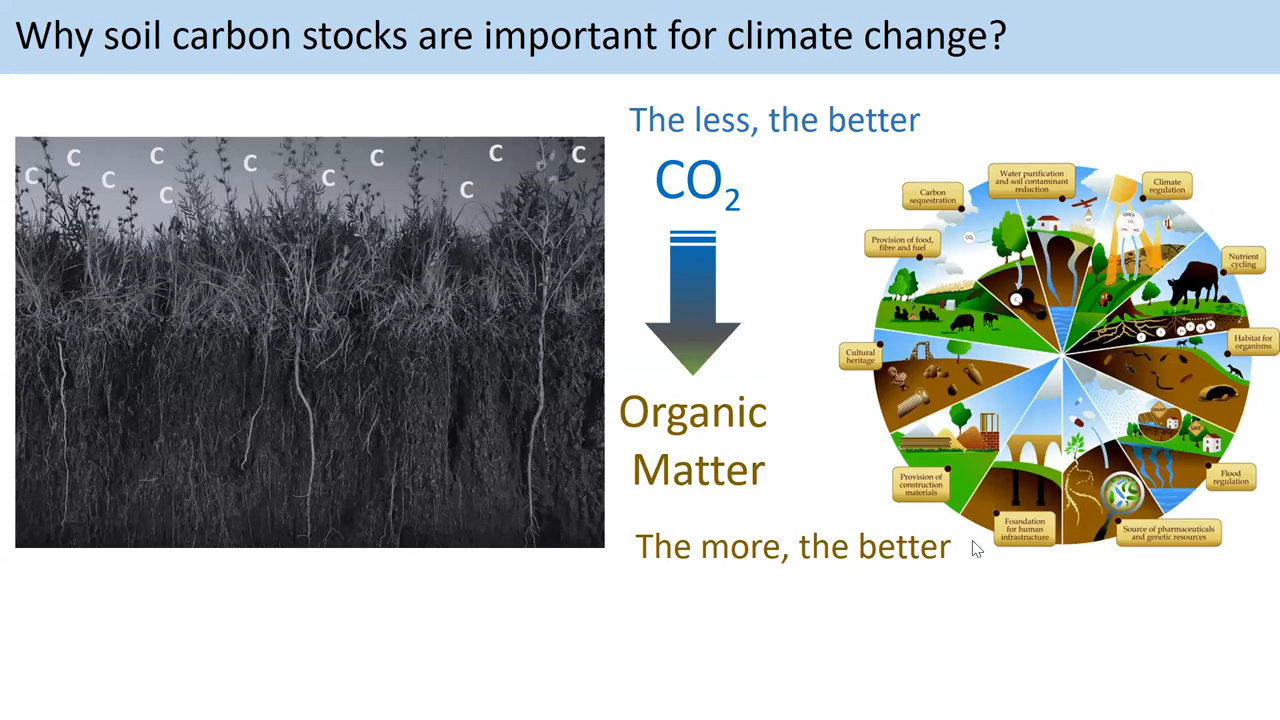 Why soil carbon stocks are important for climate change?
C C C C C C C C C C C
The less, the better
CO₂
Organic
Matter
The more, the better
Water purification
and soil contaminant
reduction
Climate
regulation
Nutrient
cycling
Habitat for
organisms
Flood
regulation
Source of pharmaceuticals
and genetic resources
Foundation
for human
infrastructure
Provision of
construction
materials
Cultural
heritage
Provision of food,
fibre and fuel
Carbon
sequestration